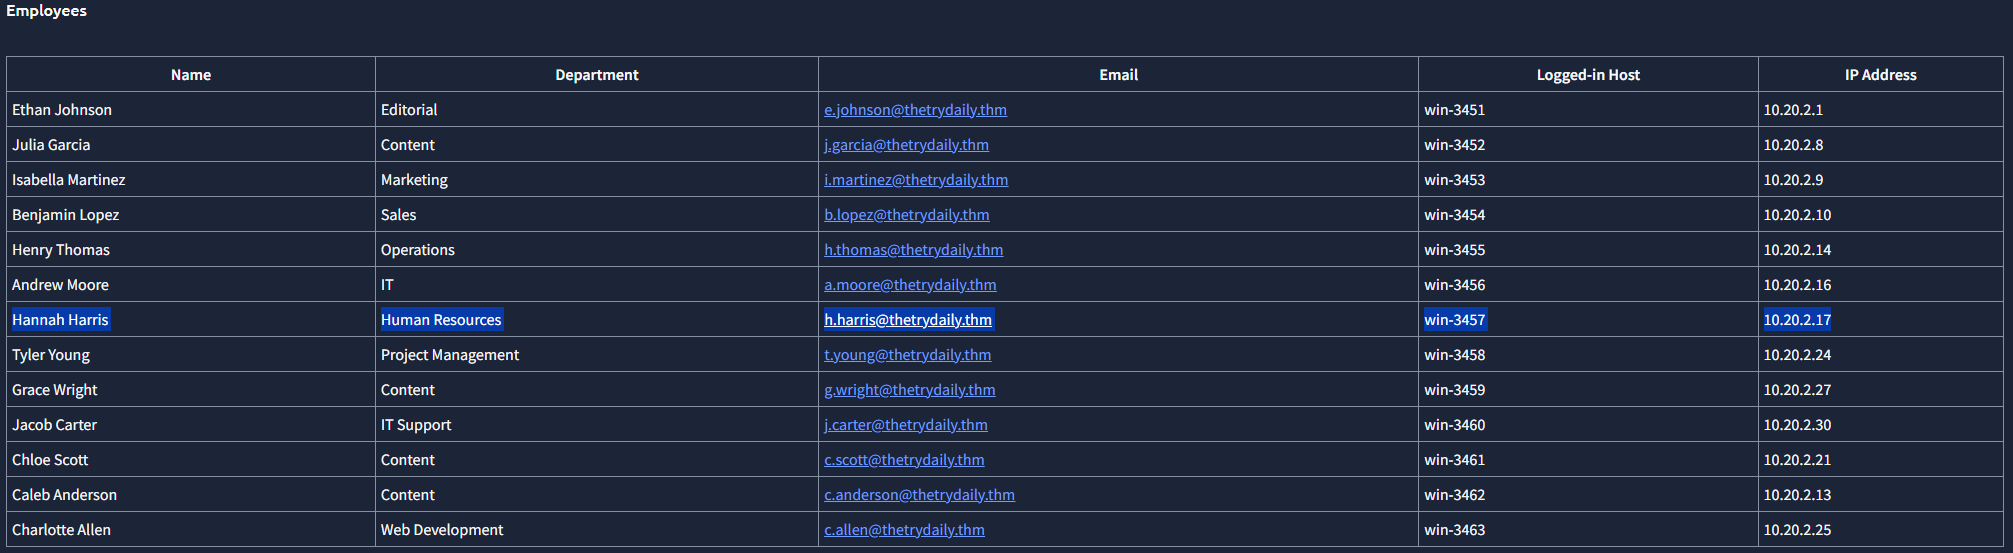 Employees
Name Department Email Logged-in Host IP Address
Ethan Johnson Editorial e.johnson@thetrydaily.thm win-3451 10.20.2.1
Julia Garcia Content j.garcia@thetrydaily.thm win-3452 10.20.2.8
Isabella Martinez Marketing i.martinez@thetrydaily.thm win-3453 10.20.2.9
Benjamin Lopez Sales b.lopez@thetrydaily.thm win-3454 10.20.2.10
Henry Thomas Operations h.thomas@thetrydaily.thm win-3455 10.20.2.14
Andrew Moore IT a.moore@thetrydaily.thm win-3456 10.20.2.16
Hannah Harris Human Resources h.harris@thetrydaily.thm win-3457 10.20.2.17
Tyler Young Project Management t.young@thetrydaily.thm win-3458 10.20.2.24
Grace Wright Content g.wright@thetrydaily.thm win-3459 10.20.2.27
Jacob Carter IT Support j.carter@thetrydaily.thm win-3460 10.20.2.30
Chloe Scott Content c.scott@thetrydaily.thm win-3461 10.20.2.21
Caleb Anderson Content c.anderson@thetrydaily.thm win-3462 10.20.2.13
Charlotte Allen Web Development c.allen@thetrydaily.thm win-3463 10.20.2.25